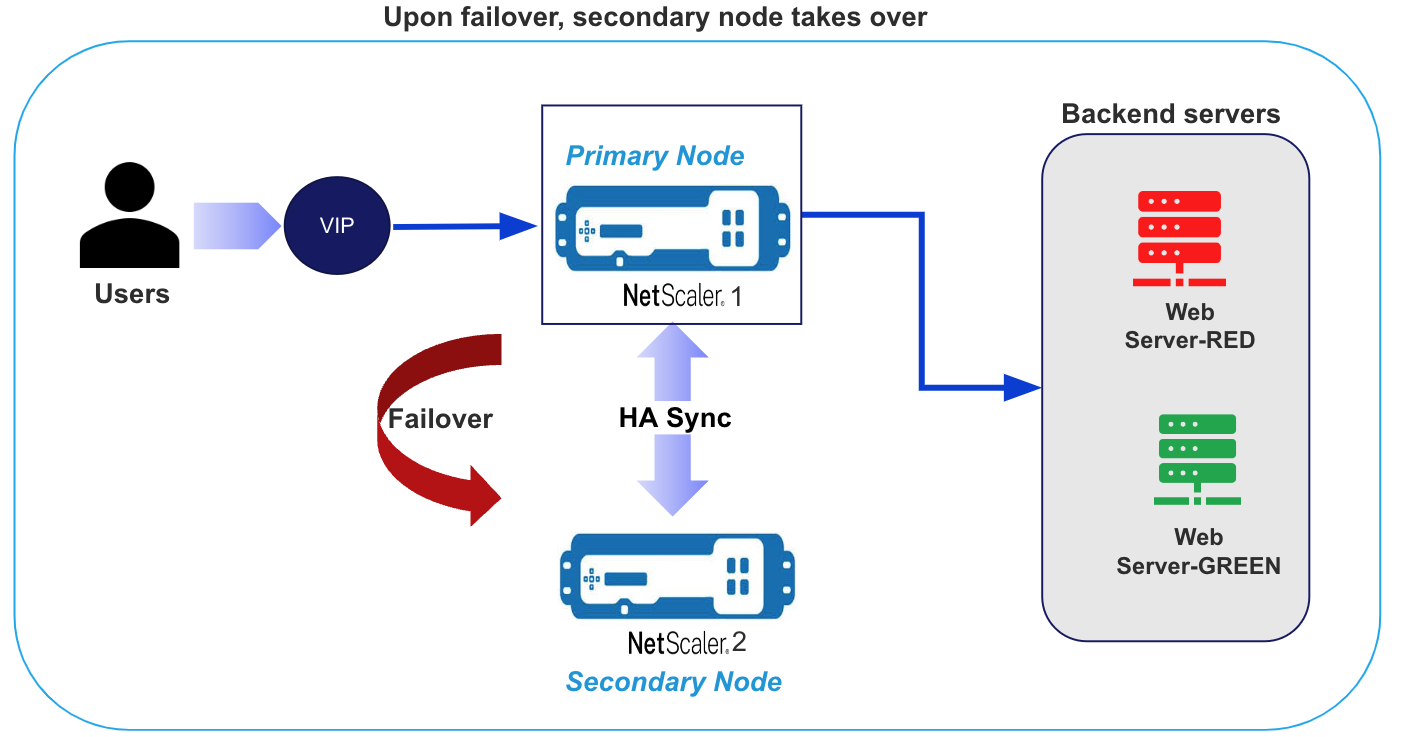 Upon failover, secondary node takes over
Backend servers
Primary Node
VIP
NetScaler 1
Users
Web
Server-RED
Failover
HA Sync
Web
Server-GREEN
NetScaler 2
Secondary Node